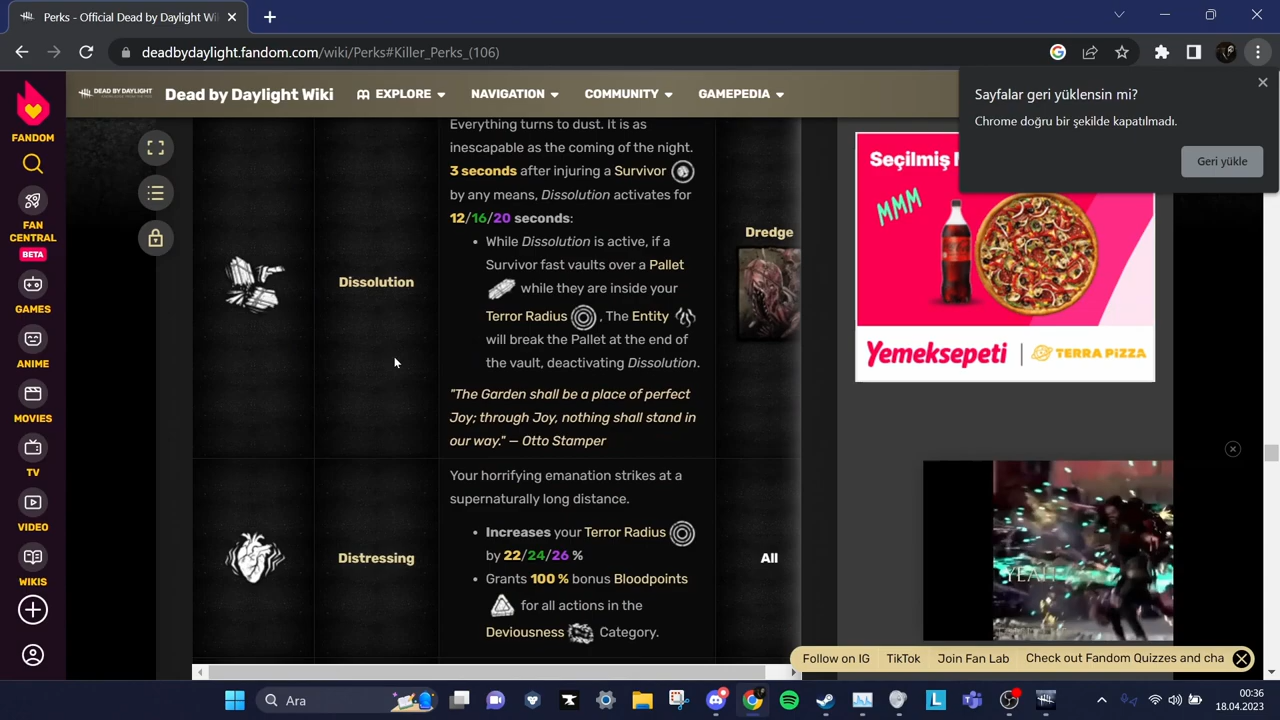 Perks - Official Dead by Daylight Wi
deadbydaylight.fandom.com/wiki/Perks#Killer_Perks_(106)
FANDOM
FAN
CENTRAL
BETA
GAMES
ANIME
MOVIES
TV
VIDEO
WIKIS
DEAD BY DAYLIGHT
Dead by Daylight Wiki
EXPLORE
NAVIGATION
COMMUNITY
GAMEPEDIA
Sayfalar geri yüklensin mi?
Chrome doğru bir şekilde kapatılmadı.
Geri yükle
Dissolution
Everything turns to dust. It is as
inescapable as the coming of the night.
3 seconds after injuring a Survivor
by any means, Dissolution activates for
12/16/20 seconds:
• While Dissolution is active, if a
Survivor fast vaults over a Pallet
while they are inside your
Terror Radius , The Entity
will break the Pallet at the end of
the vault, deactivating Dissolution.
"The Garden shall be a place of perfect
Joy; through Joy, nothing shall stand in
our way." — Otto Stamper
Dredge
Distressing
Your horrifying emanation strikes at a
supernaturally long distance.
• Increases your Terror Radius
by 22/24/26 %
• Grants 100 % bonus Bloodpoints
for all actions in the
Deviousness Category.
All
Seçilmiş
MMM
Yemeksepeti | TERRA PİZZA
YEAH
Follow on IG
TikTok
Join Fan Lab
Check out Fandom Quizzes and cha
Ara
L
00:36
18.04.2023